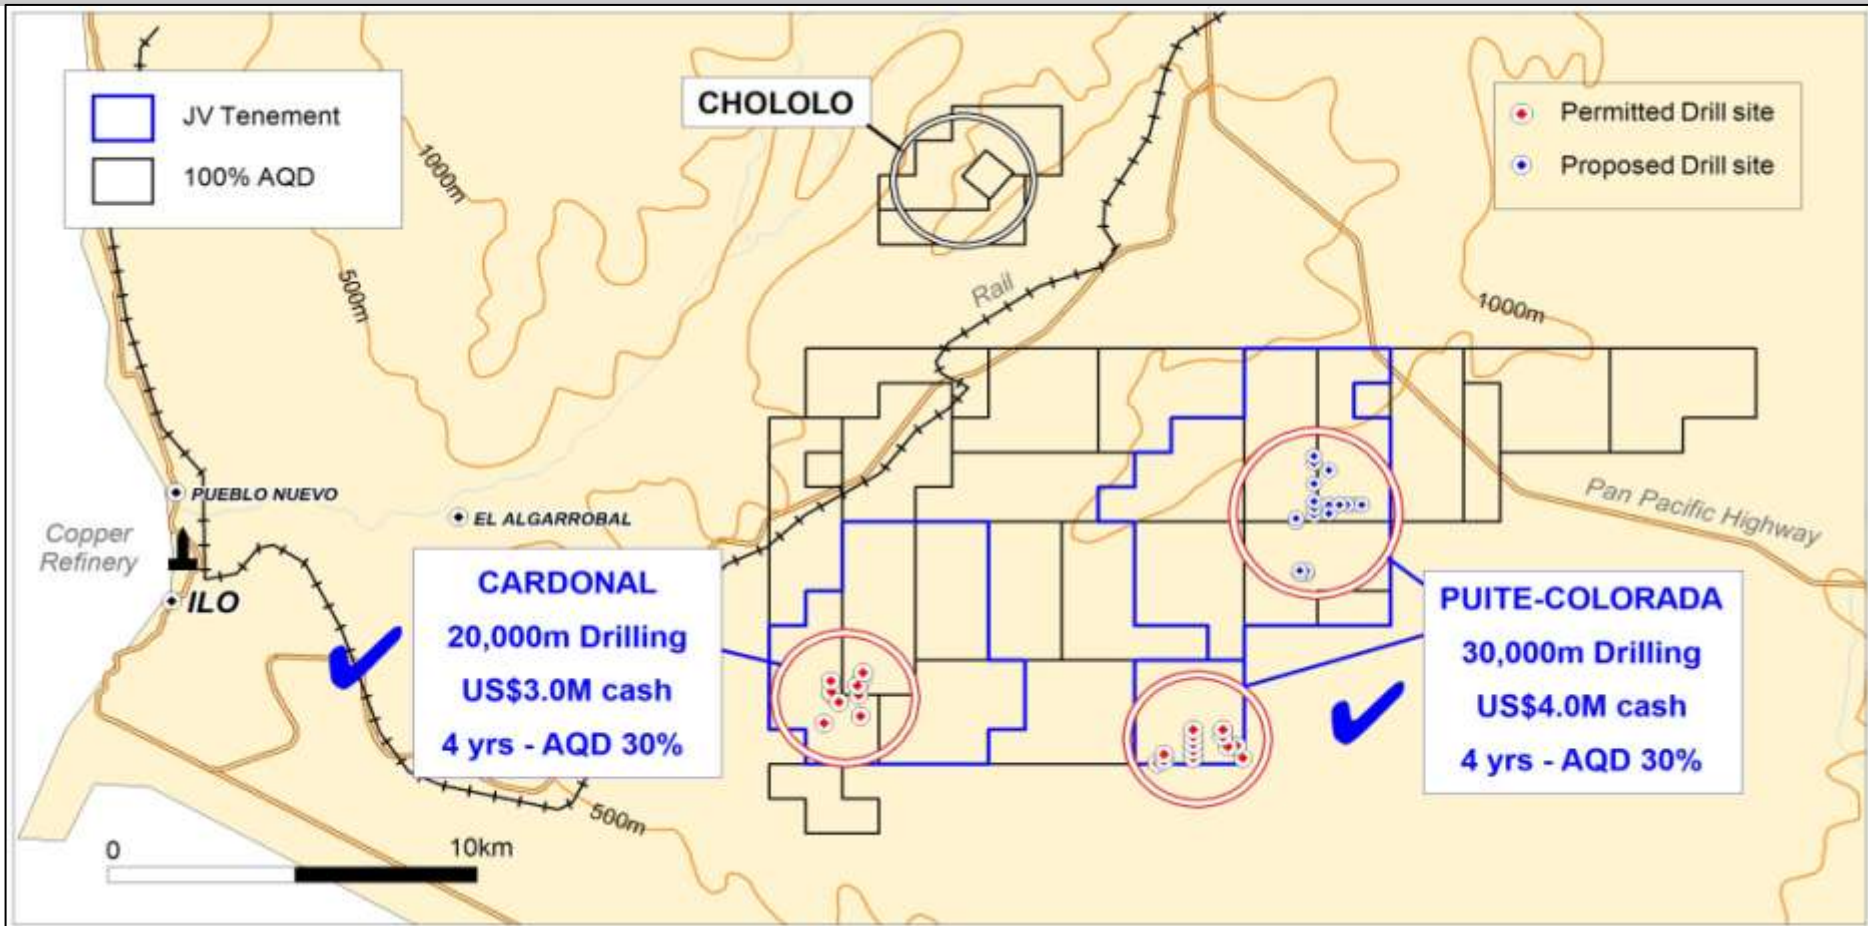 JV Tenement
100% AQD
CHOLOLO
Permitted Drill site
Proposed Drill site
1000m
500m
Rail
1000m
PUEBLO NUEVO
EL ALGARROBAL
Copper
Refinery
ILO
Pan Pacific Highway
CARDONAL
20,000m Drilling
US$3.0M cash
4 yrs - AQD 30%
PUITE-COLORADA
30,000m Drilling
US$4.0M cash
4 yrs - AQD 30%
500m
0
10km